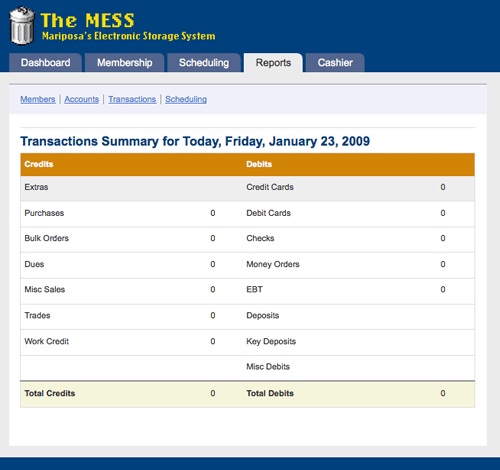 The MESS
Mariposa's Electronic Storage System
Dashboard Membership Scheduling Reports Cashier
Members | Accounts | Transactions | Scheduling
Transactions Summary for Today, Friday, January 23, 2009
Credits Debits
Extras Credit Cards 0
Purchases 0 Debit Cards 0
Bulk Orders 0 Checks 0
Dues 0 Money Orders 0
Misc Sales 0 EBT 0
Trades 0 Deposits
Work Credit 0 Key Deposits
Misc Debits
Total Credits 0 Total Debits 0